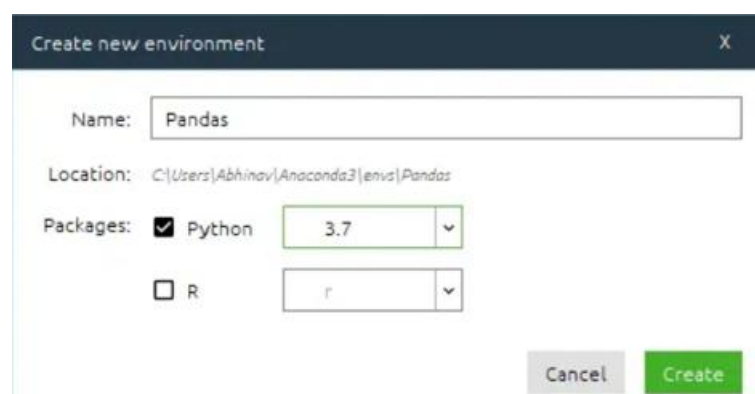 Create new environment X
Name: Pandas
Location: C:\Users\Abhinav\Anaconda3\envs\Pandas
Packages: Python 3.7
R r
Cancel Create